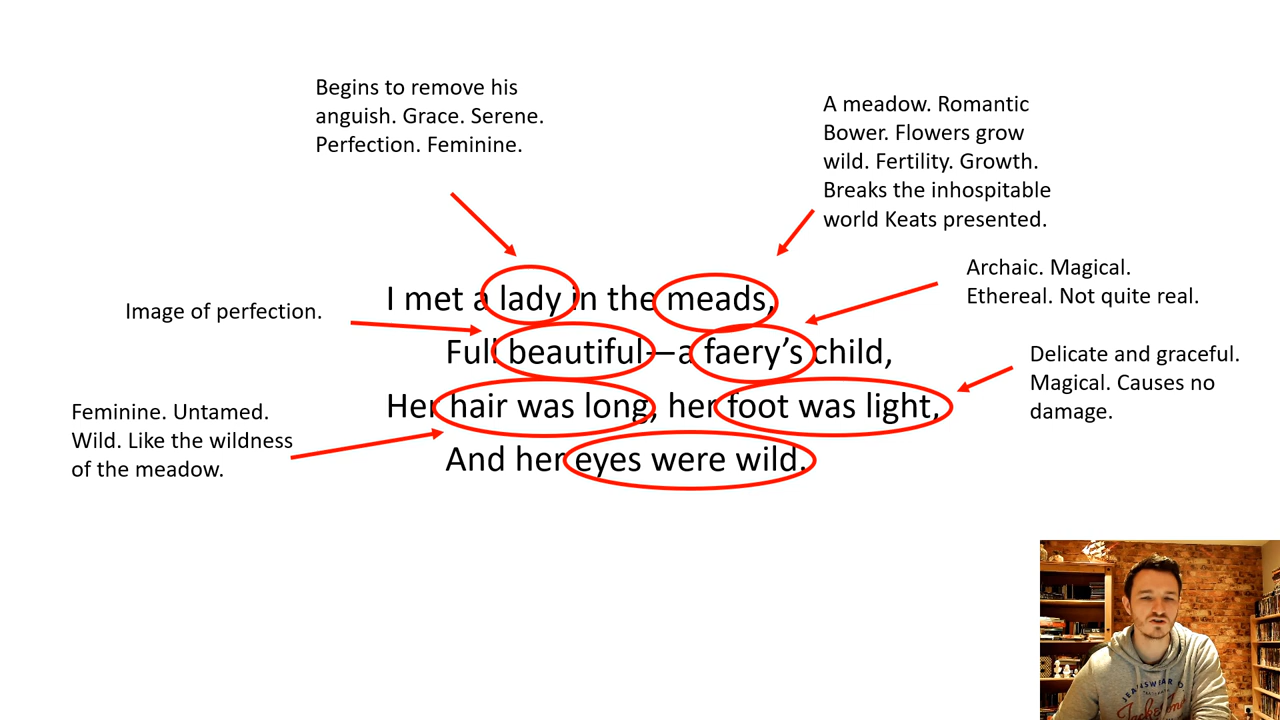 Begins to remove his
anguish. Grace. Serene.
Perfection. Feminine.
A meadow. Romantic
Bower. Flowers grow
wild. Fertility. Growth.
Breaks the inhospitable
world Keats presented.
Archaic. Magical.
Ethereal. Not quite real.
Image of perfection.
I met a lady in the meads,
Full beautiful—a faery’s child,
Her hair was long, her foot was light,
And her eyes were wild.
Delicate and graceful.
Magical. Causes no
damage.
Feminine. Untamed.
Wild. Like the wildness
of the meadow.